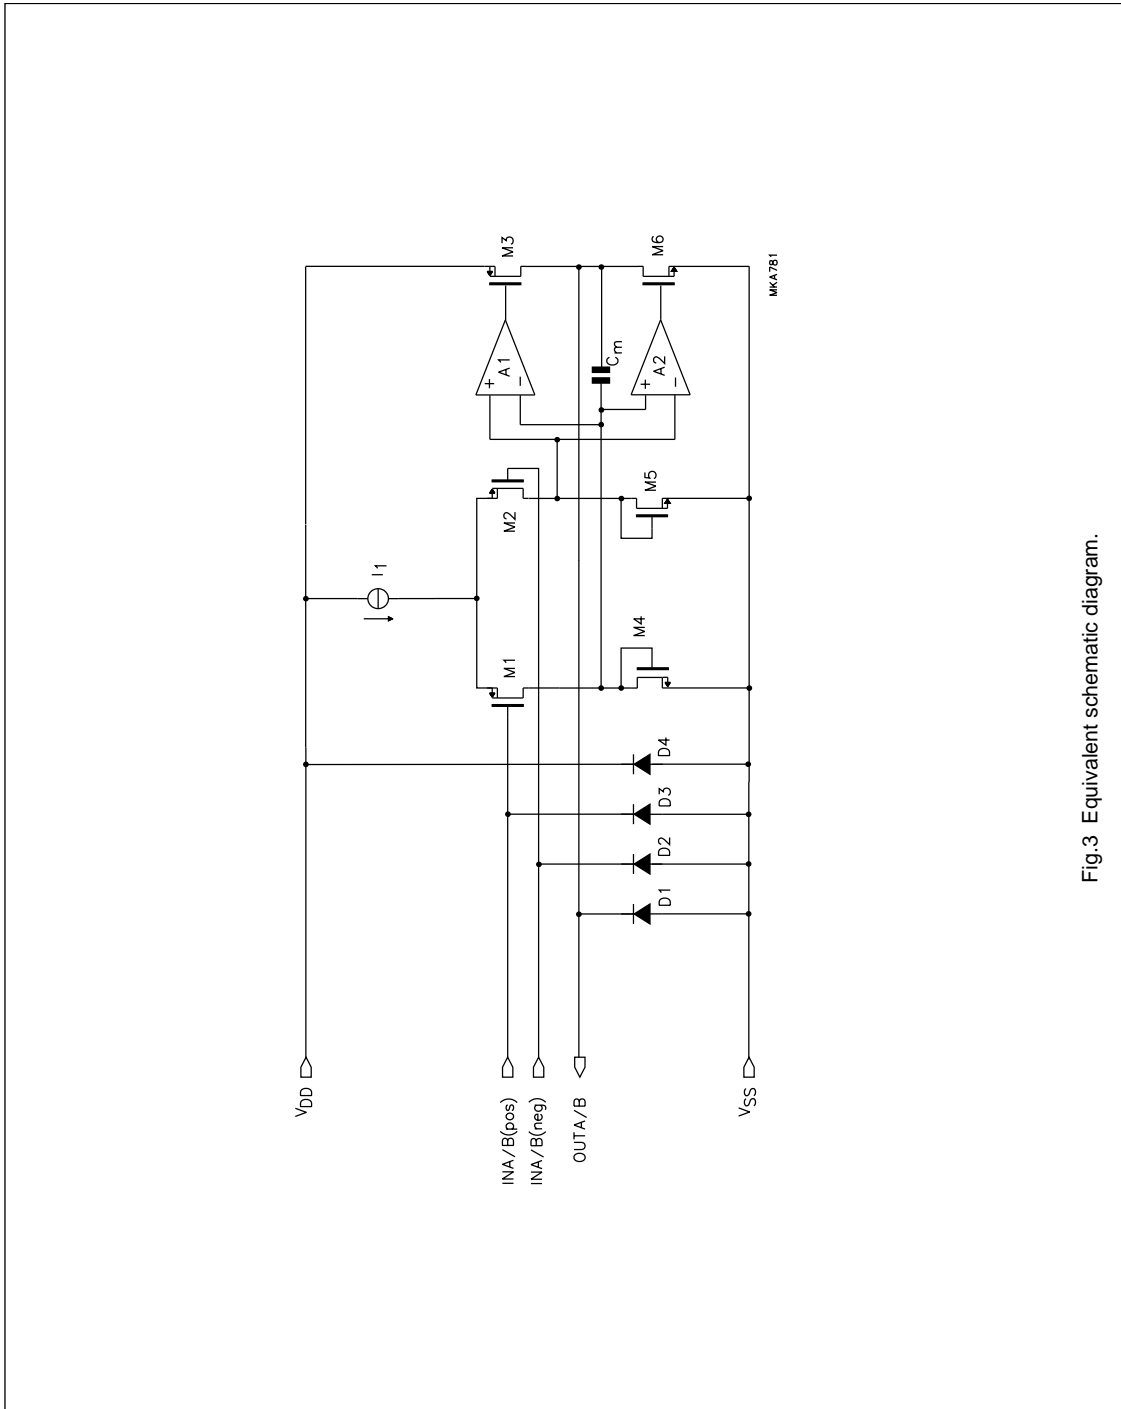 VDD
INA/B(pos)
INA/B(neg)
OUTA/B
VSS
D1
D2
D3
D4
I1
M1
M2
M4
M5
A1
+
−
M3
Cm
A2
+
−
M6
MKA781
Fig.3 Equivalent schematic diagram.